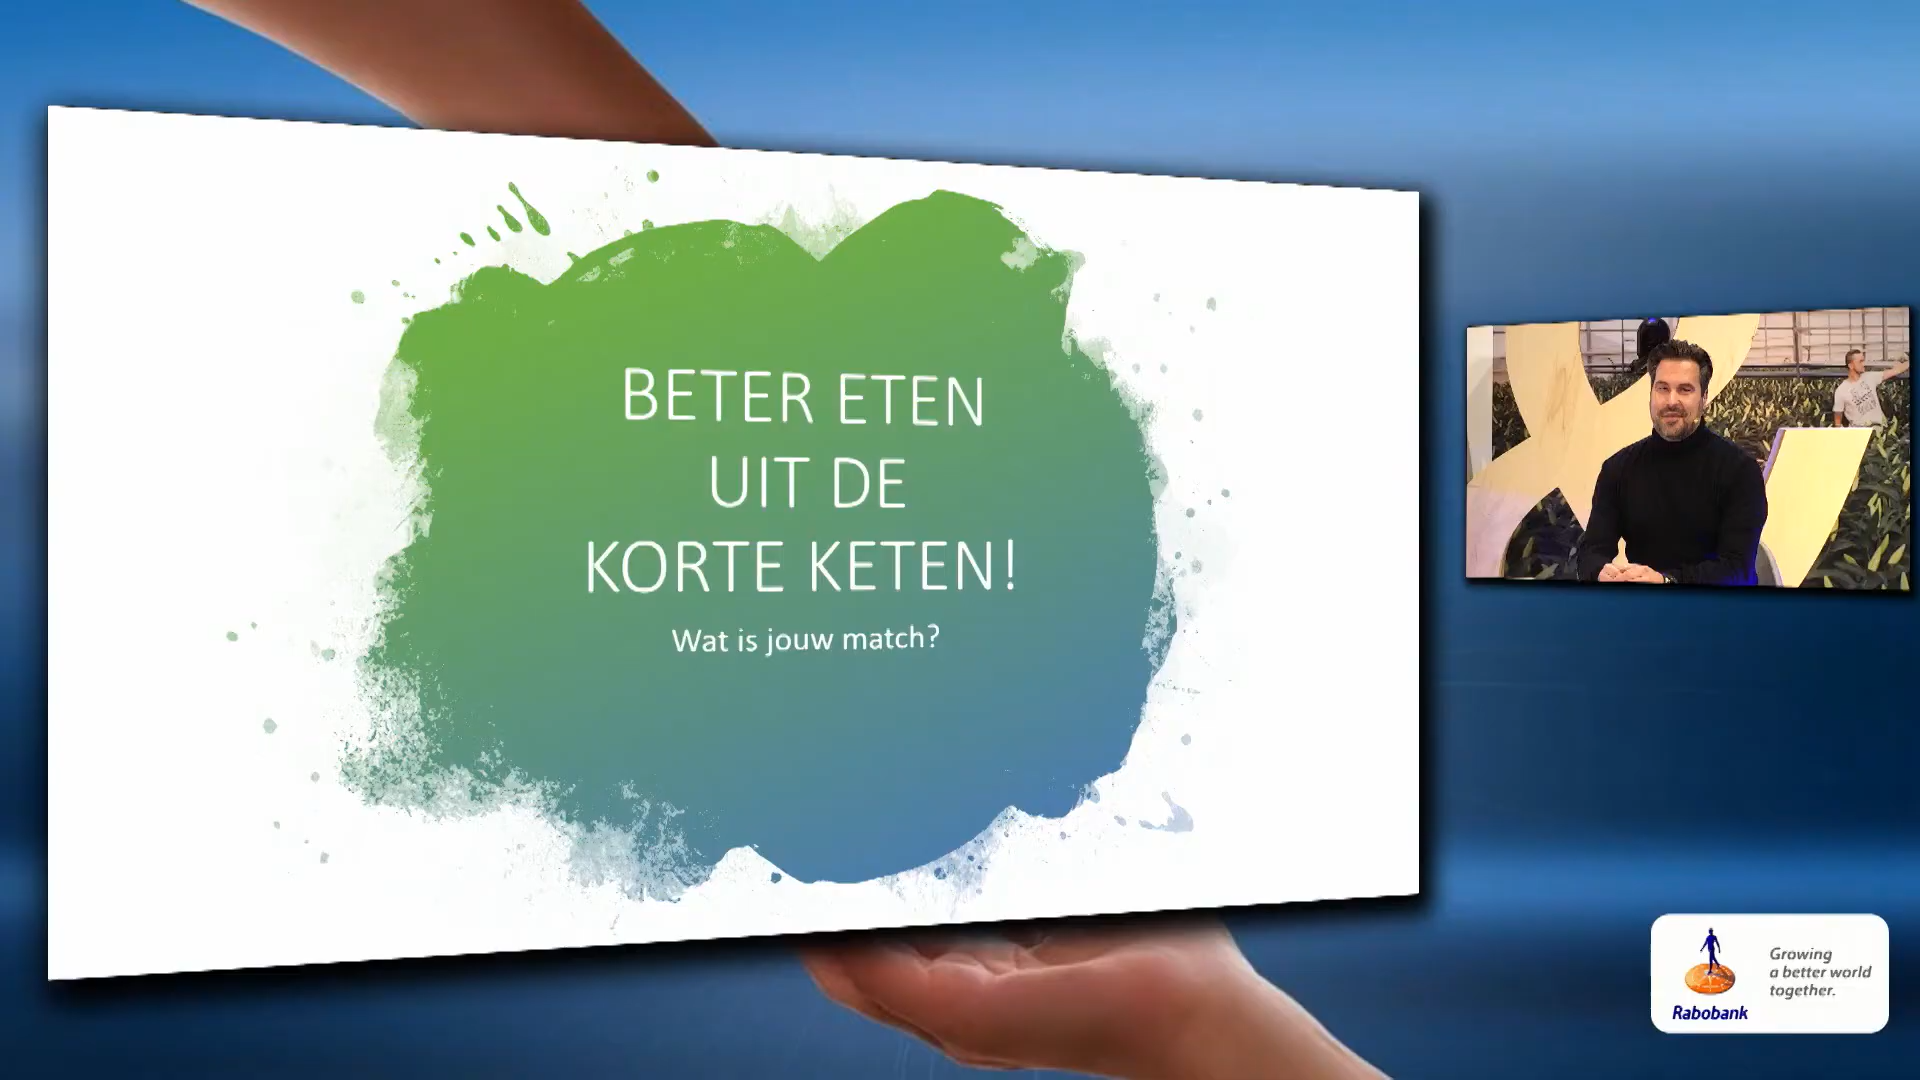 BETER ETEN
UIT DE
KORTE KETEN!
Wat is jouw match?
Growing
a better world
together.
Rabobank